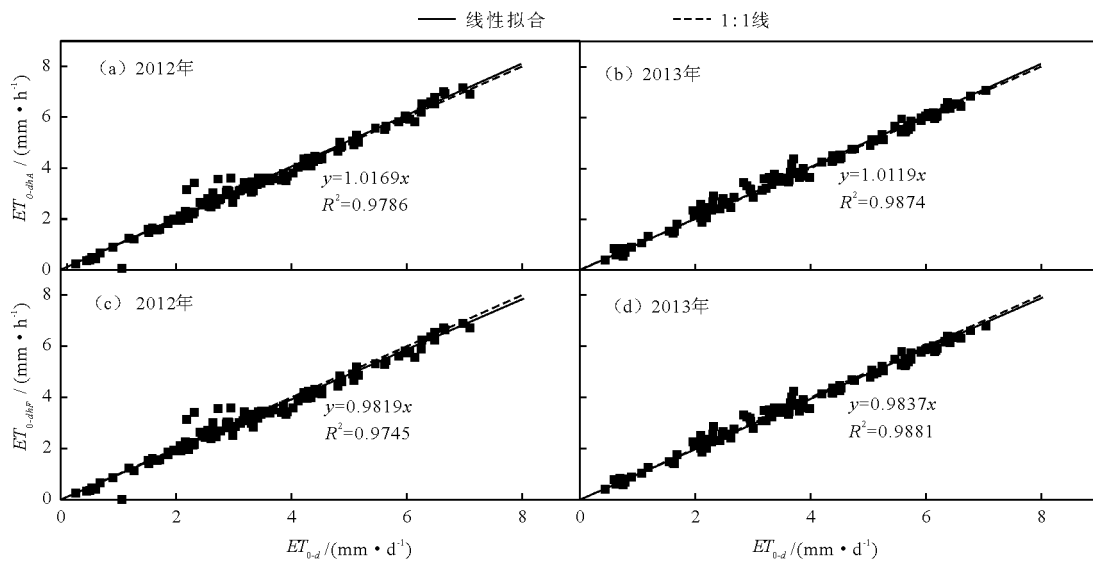 线性拟合 1:1线
(a) 2012年 (b) 2013年
ET0-dhA / (mm·h-1)
8
6
4
2
0
y=1.0169x y=1.0119x
R²=0.9786 R²=0.9874
(c) 2012年 (d) 2013年
ET0-dhF / (mm·h-1)
8
6
4
2
0
y=0.9819x y=0.9837x
R²=0.9745 R²=0.9881
0 2 4 6 8 0 2 4 6 8
ET0-d /(mm·d-1) ET0-d /(mm·d-1)